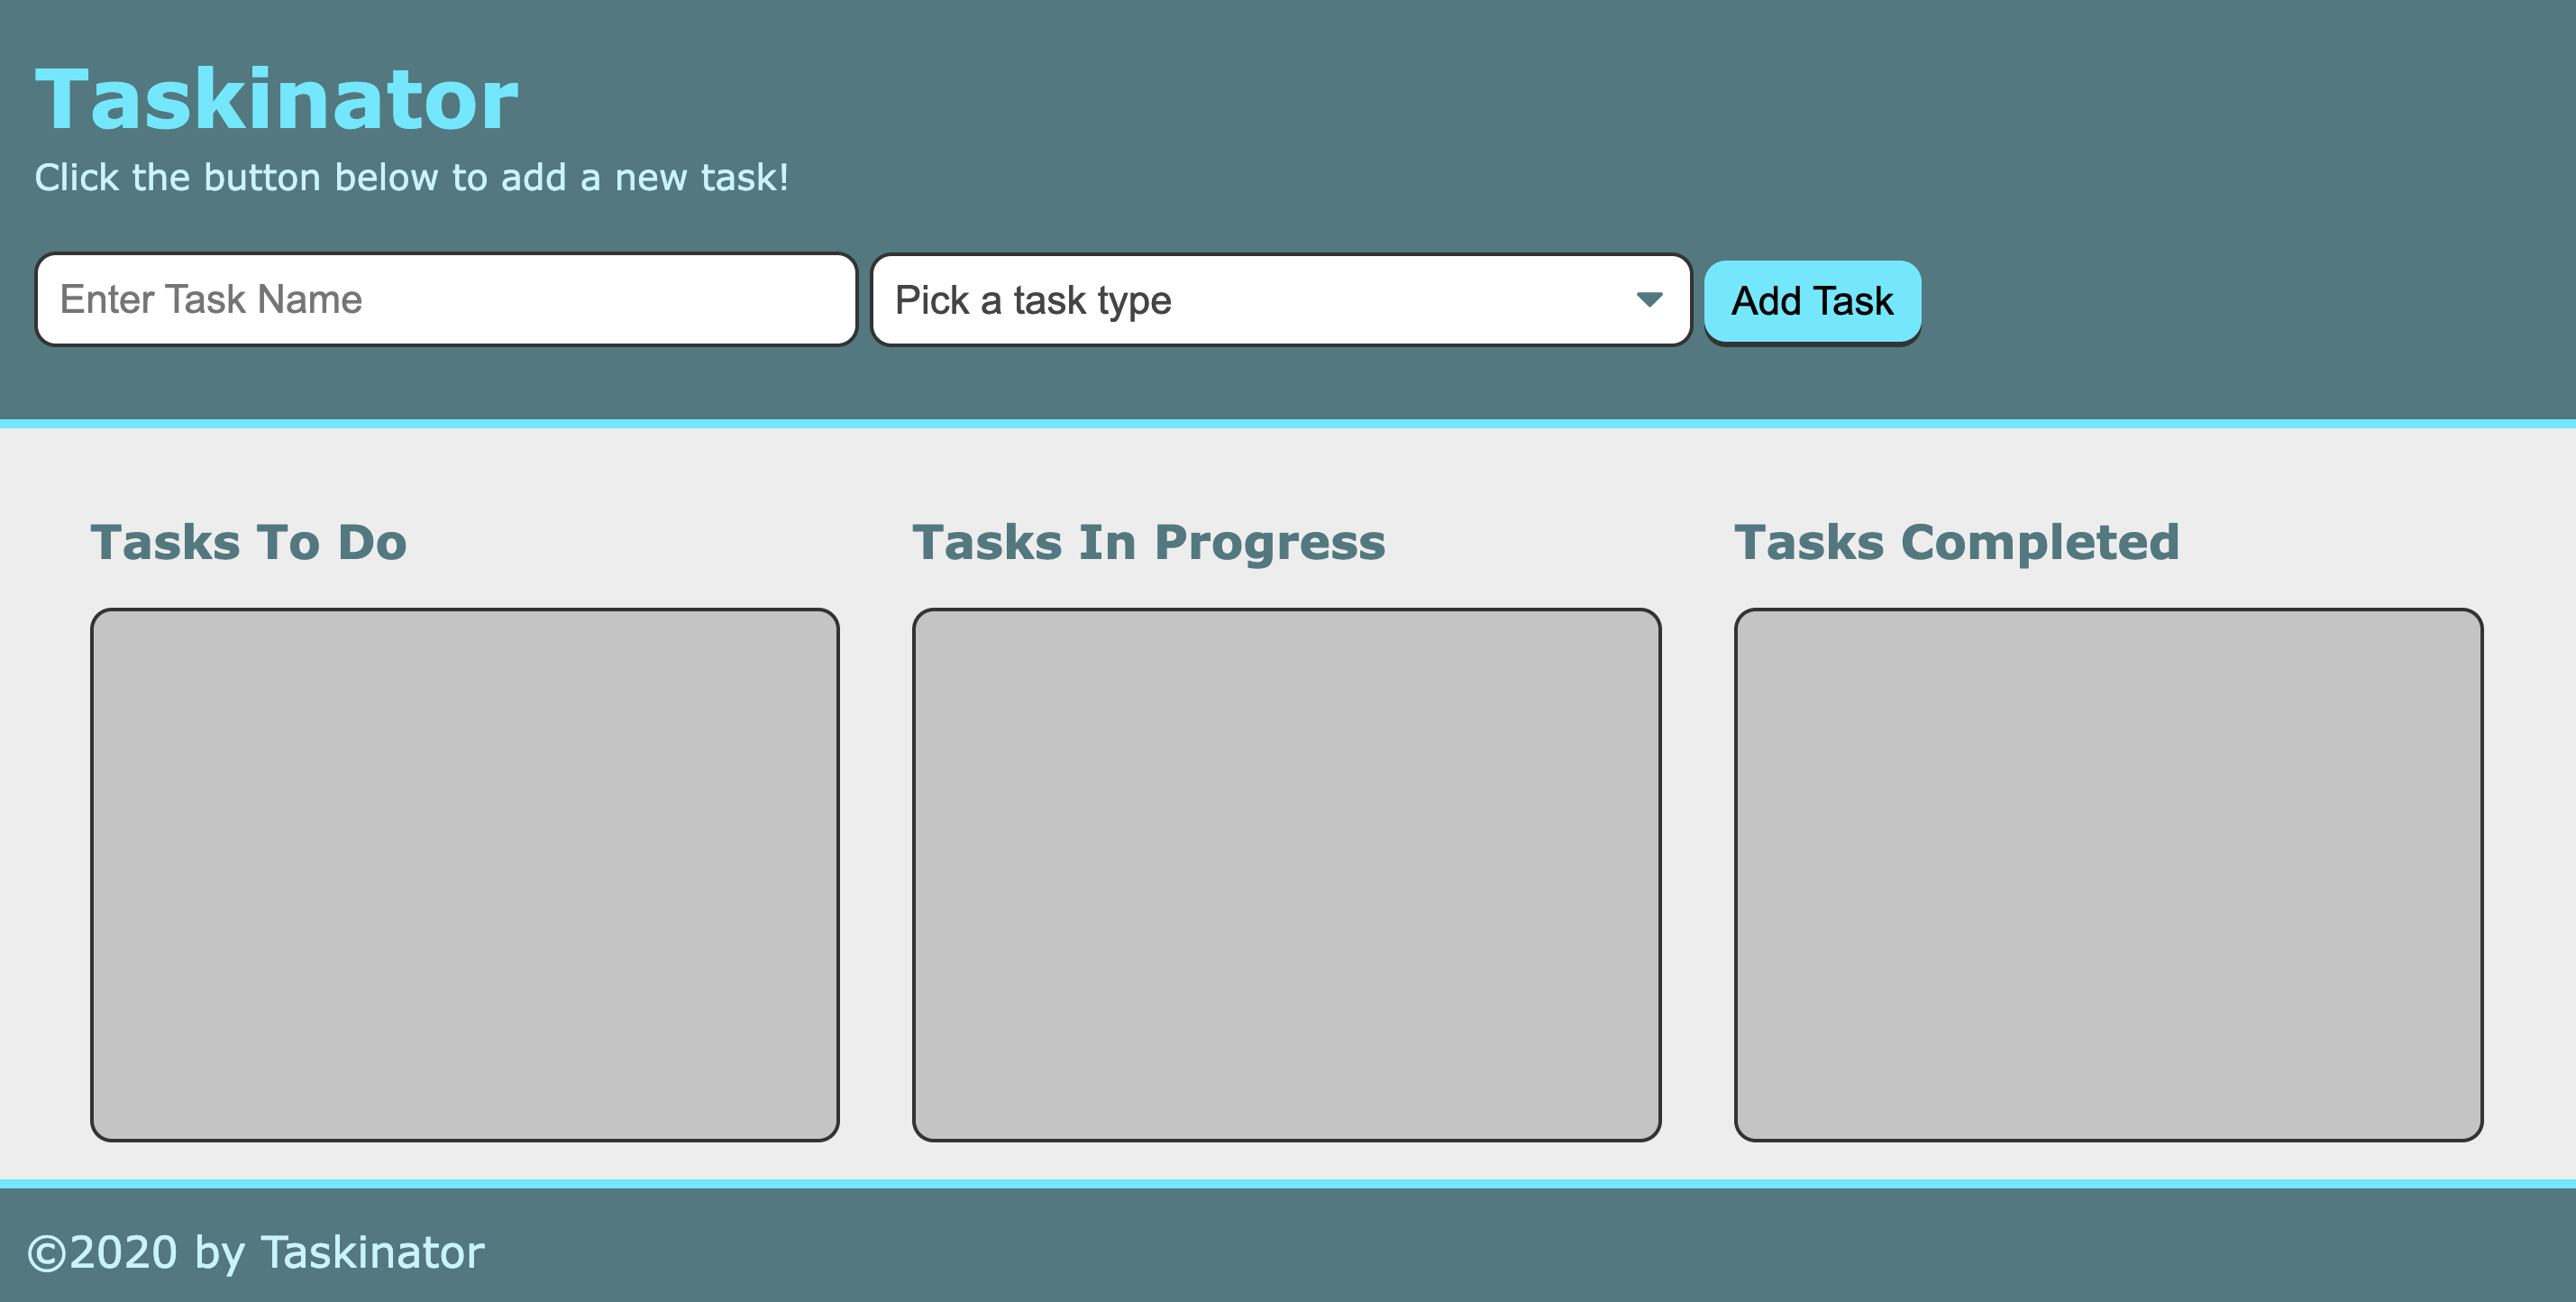 Taskinator
Click the button below to add a new task!
Enter Task Name
Pick a task type
Add Task
Tasks To Do
Tasks In Progress
Tasks Completed
©2020 by Taskinator